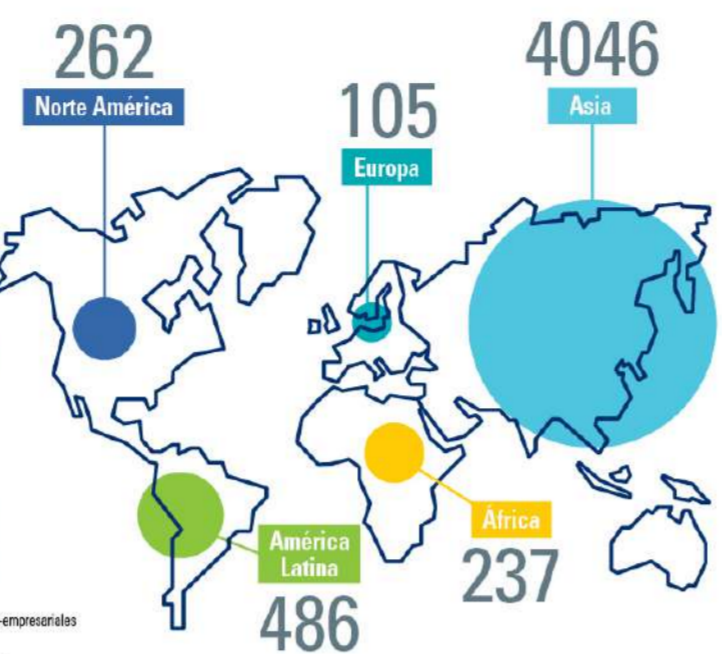 262
Norte América
105
Europa
4046
Asia
África
237
América
Latina
486
-empresariales